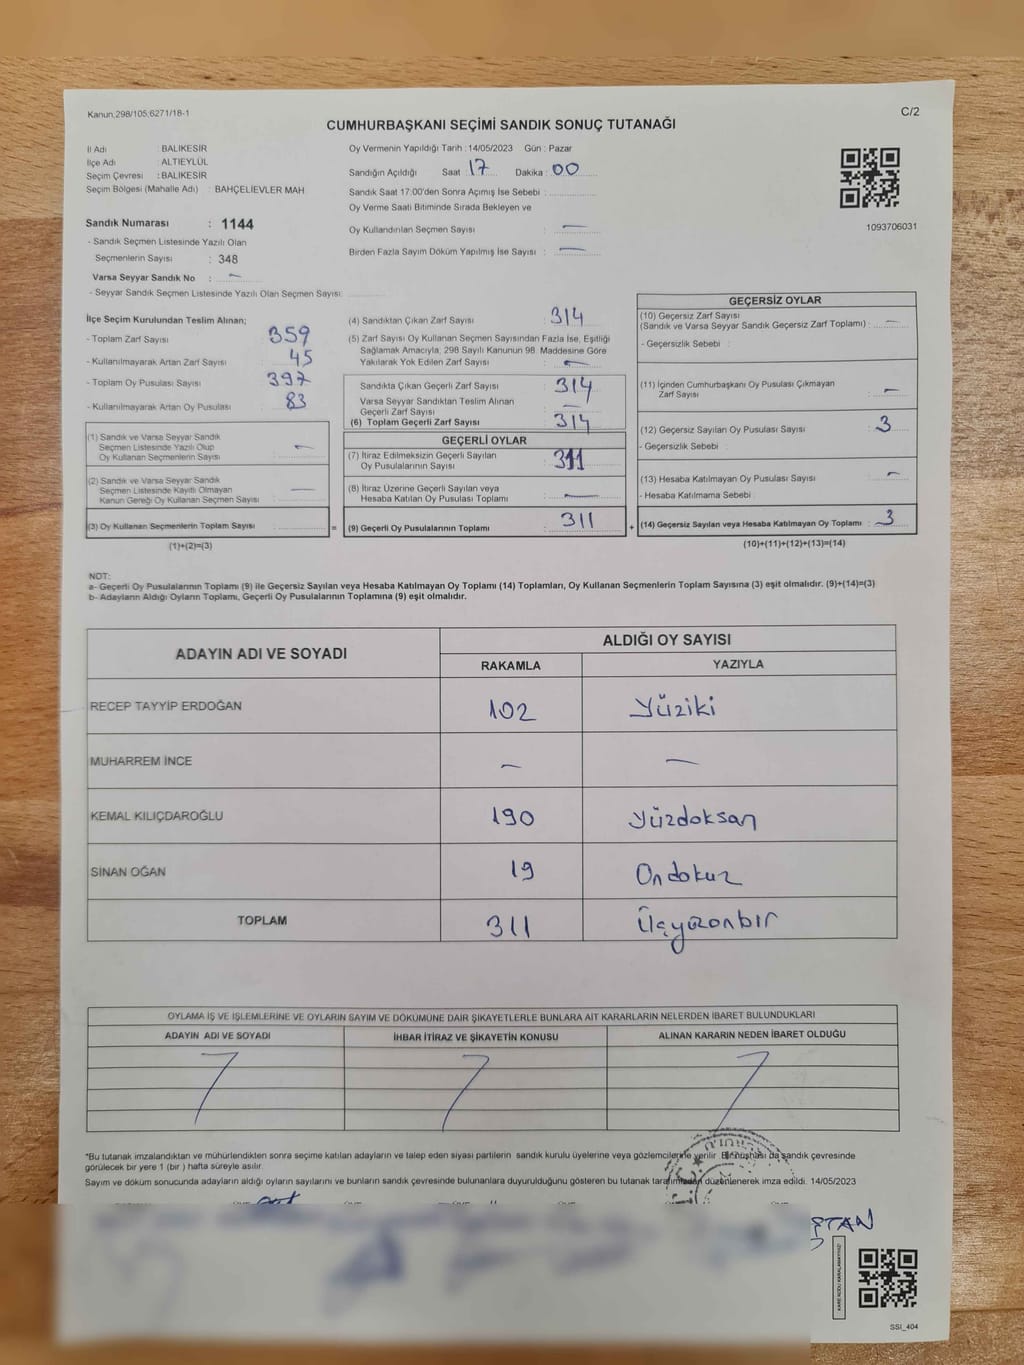 Kanun,298/105,6271/18-1
C/2
CUMHURBAŞKANI SEÇİMİ SANDIK SONUÇ TUTANAĞI
İl Adı : BALIKESİR
İlçe Adı : ALTIEYLÜL
Seçim Çevresi : BALIKESİR
Seçim Bölgesi (Mahalle Adı) : BAHÇELİEVLER MAH
Sandık Numarası : 1144
- Sandık Seçmen Listesinde Yazılı Olan
Seçmenlerin Sayısı : 348
Varsa Seyyar Sandık No : —
- Seyyar Sandık Seçmen Listesinde Yazılı Olan Seçmen Sayısı:
Oy Vermenin Yapıldığı Tarih : 14/05/2023 Gün : Pazar
Sandığın Açıldığı Saat : 17 Dakika : 00
Sandık Saat 17:00'den Sonra Açımış İse Sebebi :
Oy Verme Saati Bitiminde Sırada Bekleyen ve
Oy Kullandırılan Seçmen Sayısı : —
Birden Fazla Sayım Döküm Yapılmış İse Sayısı : —
1093706031
İlçe Seçim Kurulundan Teslim Alınan;
- Toplam Zarf Sayısı : 359
- Kullanılmayarak Artan Zarf Sayısı : 45
- Toplam Oy Pusulası Sayısı : 397
- Kullanılmayarak Artan Oy Pusulası : 83
(1) Sandık ve Varsa Seyyar Sandık
Seçmen Listesinde Yazılı Olup
Oy Kullanan Seçmenlerin Sayısı : —
(2) Sandık ve Varsa Seyyar Sandık
Seçmen Listesinde Kayıtlı Olmayan
Kanun Gereği Oy Kullanan Seçmen Sayısı : —
(3) Oy Kullanan Seçmenlerin Toplam Sayısı :
(1)+(2)=(3)
(4) Sandıktan Çıkan Zarf Sayısı : 314
(5) Zarf Sayısı Oy Kullanan Seçmen Sayısından Fazla İse, Eşitliği
Sağlamak Amacıyla, 298 Sayılı Kanunun 98. Maddesine Göre
Yakılarak Yok Edilen Zarf Sayısı : —
Sandıkta Çıkan Geçerli Zarf Sayısı : 314
Varsa Seyyar Sandıktan Teslim Alınan
Geçerli Zarf Sayısı : —
(6) Toplam Geçerli Zarf Sayısı : 314
GEÇERLİ OYLAR
(7) İtiraz Edilmeksizin Geçerli Sayılan
Oy Pusulalarının Sayısı : 311
(8) İtiraz Üzerine Geçerli Sayılan veya
Hesaba Katılan Oy Pusulası Toplamı : —
= (9) Geçerli Oy Pusulalarının Toplamı : 311 +
GEÇERSİZ OYLAR
(10) Geçersiz Zarf Sayısı
(Sandık ve Varsa Seyyar Sandık Geçersiz Zarf Toplamı) : —
- Geçersizlik Sebebi :
(11) İçinden Cumhurbaşkanı Oy Pusulası Çıkmayan
Zarf Sayısı : —
(12) Geçersiz Sayılan Oy Pusulası Sayısı : 3
- Geçersizlik Sebebi :
(13) Hesaba Katılmayan Oy Pusulası Sayısı : —
- Hesaba Katılmama Sebebi :
(14) Geçersiz Sayılan veya Hesaba Katılmayan Oy Toplamı : 3
(10)+(11)+(12)+(13)=(14)
NOT:
a- Geçerli Oy Pusulalarının Toplamı (9) ile Geçersiz Sayılan veya Hesaba Katılmayan Oy Toplamı (14) Toplamları, Oy Kullanan Seçmenlerin Toplam Sayısına (3) eşit olmalıdır. (9)+(14)=(3)
b- Adayların Aldığı Oyların Toplamı, Geçerli Oy Pusulalarının Toplamına (9) eşit olmalıdır.
ADAYIN ADI VE SOYADI
ALDIĞI OY SAYISI
RAKAMLA YAZIYLA
RECEP TAYYİP ERDOĞAN 102 Yüziki
MUHARREM İNCE — —
KEMAL KILIÇDAROĞLU 190 Yüzdoksan
SİNAN OĞAN 19 Ondokuz
TOPLAM 311 Üçyüzonbir
OYLAMA İŞ VE İŞLEMLERİNE VE OYLARIN SAYIM VE DÖKÜMÜNE DAİR ŞİKAYETLERLE BUNLARA AİT KARARLARIN NELERDEN İBARET BULUNDUKLARI
ADAYIN ADI VE SOYADI İHBAR İTİRAZ VE ŞİKAYETİN KONUSU ALINAN KARARIN NEDEN İBARET OLDUĞU
*Bu tutanak imzalandıktan ve mühürlendikten sonra seçime katılan adayların ve talep eden siyasi partilerin sandık kurulu üyelerine veya gözlemcilerine verilir. Bir nüshası da sandık çevresinde
görülecek bir yere 1 (bir) hafta süreyle asılır.
Sayım ve döküm sonucunda adayların aldığı oyların sayılarını ve bunların sandık çevresinde bulunanlara duyurulduğunu gösteren bu tutanak tarafımızdan düzenlenerek imza edildi. 14/05/2023
KARE KODU KARALAMAYINIZ!
SSI_404